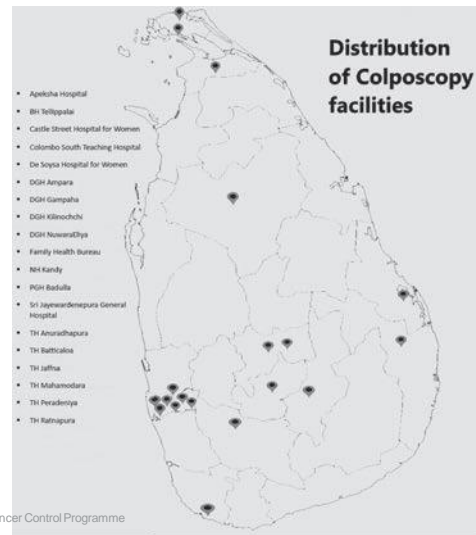 Distribution
of Colposcopy
facilities
Apeksha Hospital
BH Tellippalai
Castle Street Hospital for Women
Colombo South Teaching Hospital
De Soysa Hospital for Women
DGH Ampara
DGH Gampaha
DGH Kilinochchi
DGH NuwaraEliya
Family Health Bureau
NH Kandy
PGH Badulla
Sri Jayewardenepura General
Hospital
TH Anuradhapura
TH Batticaloa
TH Jaffna
TH Mahamodara
TH Peradeniya
TH Ratnapura
ncer Control Programme